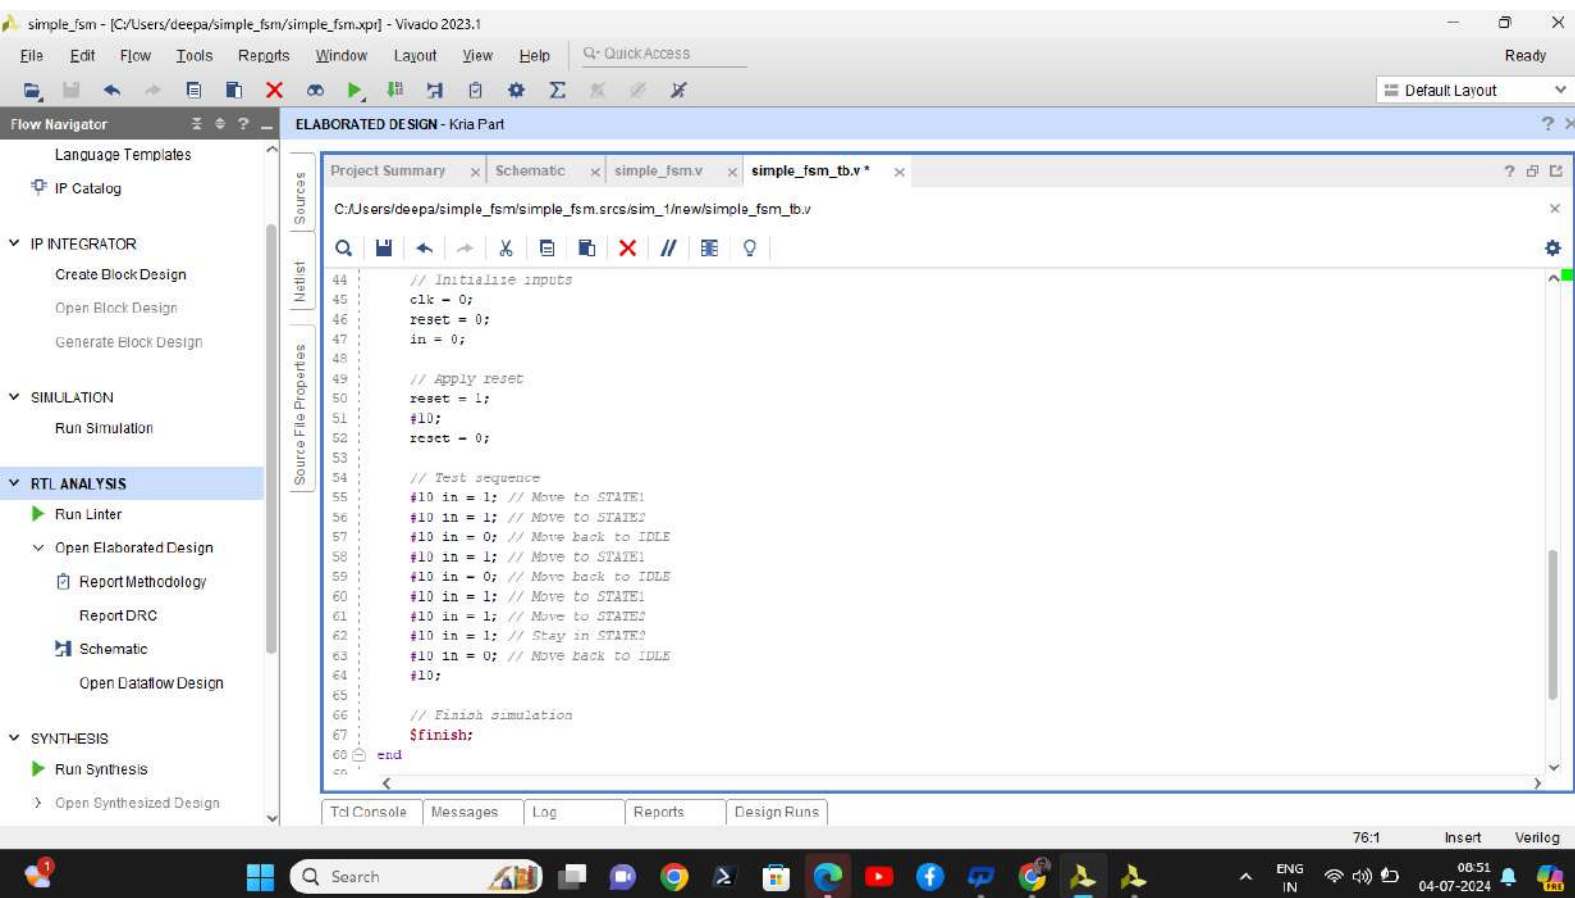 simple_fsm - [C:/Users/deepa/simple_fsm/simple_fsm.xpr] - Vivado 2023.1
File Edit Flow Tools Reports Window Layout View Help Quick Access Ready
Default Layout
Flow Navigator ? ELABORATED DESIGN - Kria Part ?
Language Templates
IP Catalog
IP INTEGRATOR
Create Block Design
Open Block Design
Generate Block Design
SIMULATION
Run Simulation
RTL ANALYSIS
Run Linter
Open Elaborated Design
Report Methodology
Report DRC
Schematic
Open Dataflow Design
SYNTHESIS
Run Synthesis
Open Synthesized Design
Sources
Netlist
Source File Properties
Project Summary Schematic simple_fsm.v simple_fsm_tb.v * ?
C:/Users/deepa/simple_fsm/simple_fsm.srcs/sim_1/new/simple_fsm_tb.v
44 // Initialize inputs
45 clk = 0;
46 reset = 0;
47 in = 0;
48
49 // Apply reset
50 reset = 1;
51 #10;
52 reset = 0;
53
54 // Test sequence
55 #10 in = 1; // Move to STATE1
56 #10 in = 1; // Move to STATE2
57 #10 in = 0; // Move back to IDLE
58 #10 in = 1; // Move to STATE1
59 #10 in = 0; // Move back to IDLE
60 #10 in = 1; // Move to STATE1
61 #10 in = 1; // Move to STATE2
62 #10 in = 1; // Stay in STATE2
63 #10 in = 0; // Move back to IDLE
64 #10;
65
66 // Finish simulation
67 $finish;
68 end
Tcl Console Messages Log Reports Design Runs
76:1 Insert Verilog
1 Search ENG 08:51
IN 04-07-2024
PRE